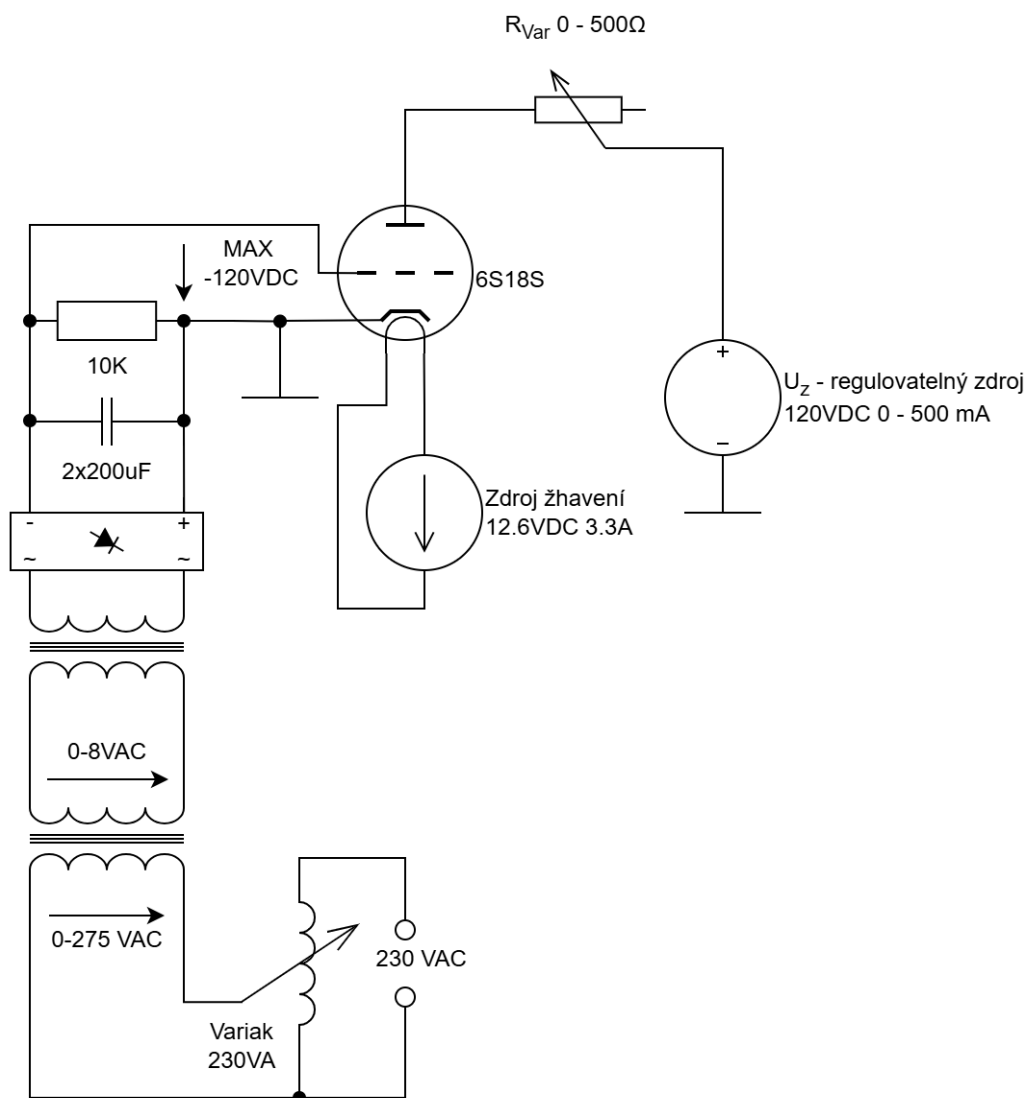 R_Var 0 - 500Ω
MAX
-120VDC
6S18S
10K
2x200uF
+
U_z - regulovatelný zdroj
120VDC 0 - 500 mA
−
Zdroj žhavení
12.6VDC 3.3A
- +
~ ~
0-8VAC
0-275 VAC
230 VAC
Variak
230VA